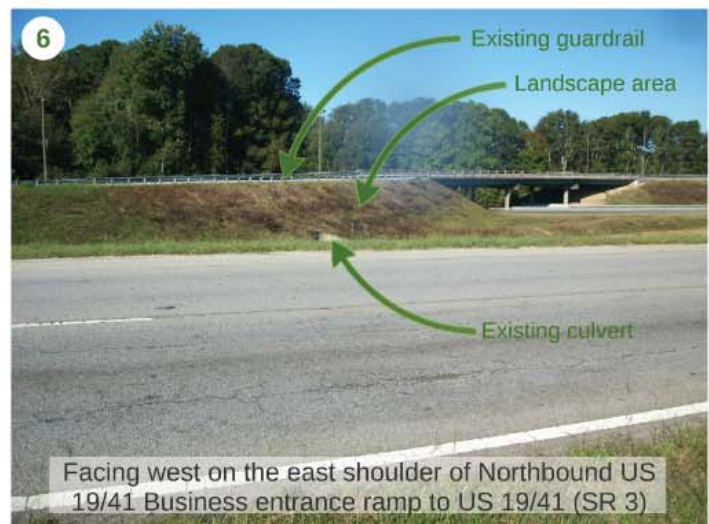 6
Existing guardrail
Landscape area
Existing culvert
Facing west on the east shoulder of Northbound US
19/41 Business entrance ramp to US 19/41 (SR 3)